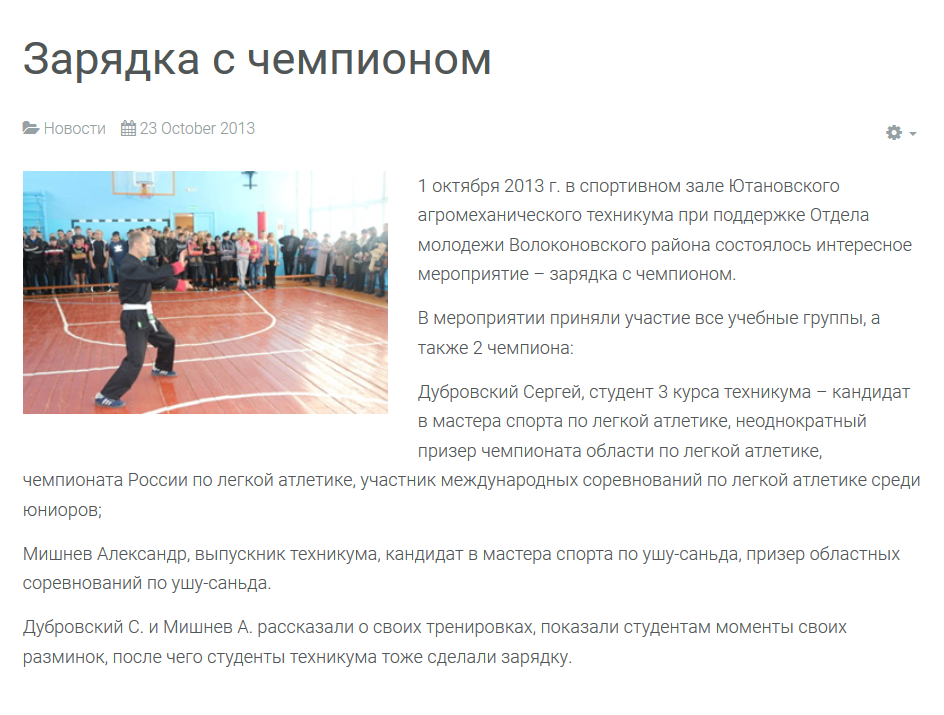 Зарядка с чемпионом
Новости 23 October 2013
1 октября 2013 г. в спортивном зале Ютановского
агромеханического техникума при поддержке Отдела
молодежи Волоконовского района состоялось интересное
мероприятие – зарядка с чемпионом.
В мероприятии приняли участие все учебные группы, а
также 2 чемпиона:
Дубровский Сергей, студент 3 курса техникума – кандидат
в мастера спорта по легкой атлетике, неоднократный
призер чемпионата области по легкой атлетике,
чемпионата России по легкой атлетике, участник международных соревнований по легкой атлетике среди
юниоров;
Мишнев Александр, выпускник техникума, кандидат в мастера спорта по ушу-саньда, призер областных
соревнований по ушу-саньда.
Дубровский С. и Мишнев А. рассказали о своих тренировках, показали студентам моменты своих
разминок, после чего студенты техникума тоже сделали зарядку.